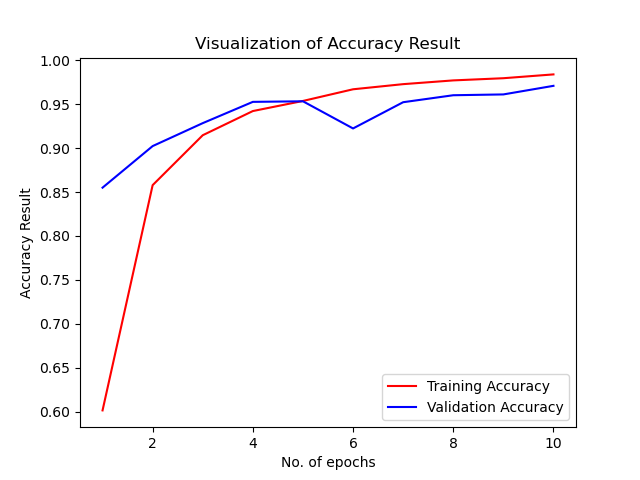 Visualization of Accuracy Result
Accuracy Result
1.00
0.95
0.90
0.85
0.80
0.75
0.70
0.65
0.60
Training Accuracy
Validation Accuracy
2 4 6 8 10
No. of epochs